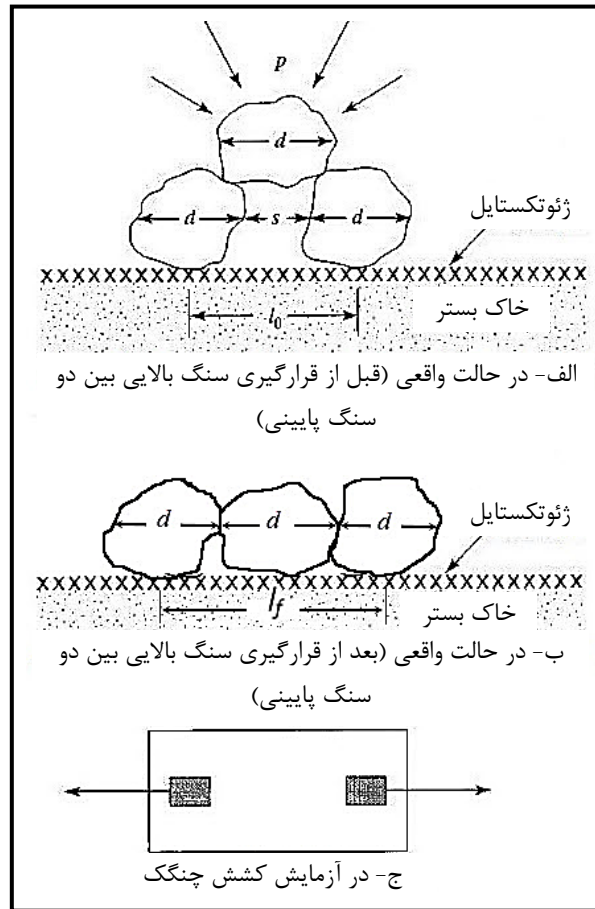 p
d
d s d
ژئوتکستایل
l₀
خاک بستر
الف- در حالت واقعی (قبل از قرارگیری سنگ بالایی بین دو
سنگ پایینی)
d d d
ژئوتکستایل
l_f
خاک بستر
ب- در حالت واقعی (بعد از قرارگیری سنگ بالایی بین دو
سنگ پایینی)
ج- در آزمایش کشش چنگک